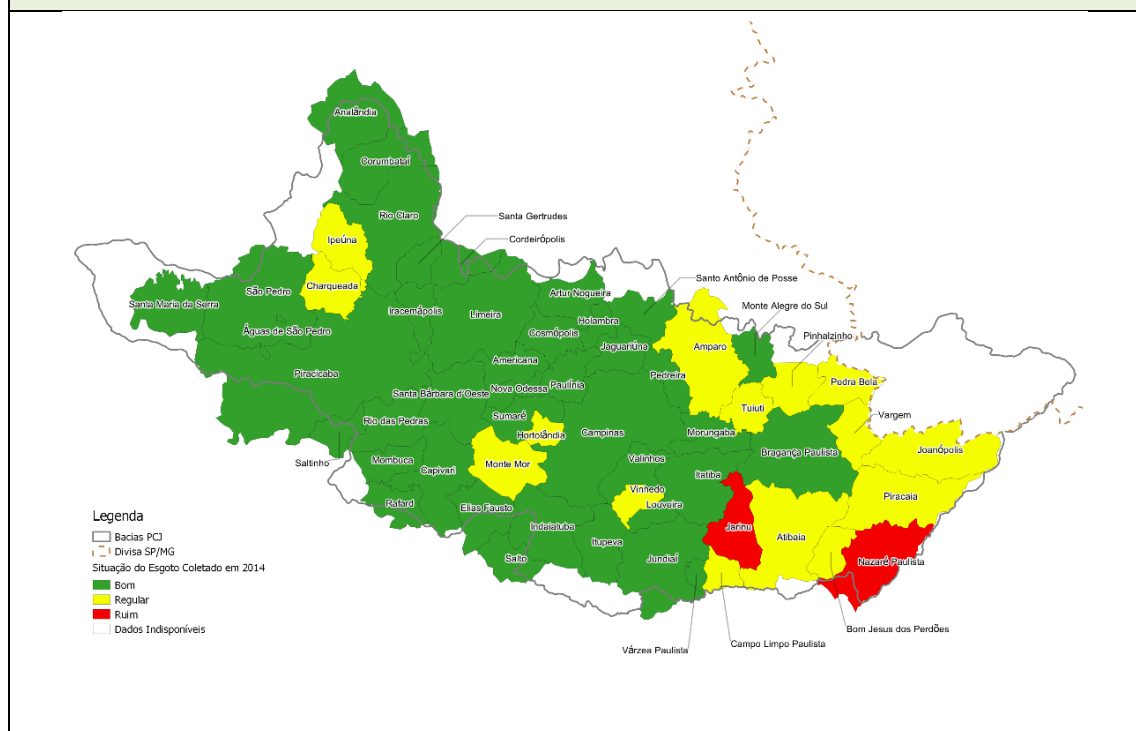 Analândia
Corumbataí
Rio Claro
Santa Gertrudes
Ipeúna
Cordeirópolis
Santo Antônio de Posse
Charqueada
São Pedro
Artur Nogueira
Santa Maria da Serra
Monte Alegre do Sul
Iracemápolis
Limeira
Holambra
Águas de São Pedro
Cosmópolis
Pinhalzinho
Jaguariúna
Amparo
Americana
Piracicaba
Pedreira
Pedra Bela
Nova Odessa
Paulínia
Santa Bárbara d'Oeste
Tuiuti
Vargem
Sumaré
Rio das Pedras
Hortolândia
Campinas
Morungaba
Joanópolis
Bragança Paulista
Saltinho
Mombuca
Capivari
Monte Mor
Valinhos
Itatiba
Vinhedo
Piracaia
Rafard
Louveira
Elias Fausto
Indaiatuba
Jarinu
Itupeva
Atibaia
Salto
Jundiaí
Nazaré Paulista
Bom Jesus dos Perdões
Campo Limpo Paulista
Várzea Paulista
Legenda
Bacias PCJ
Divisa SP/MG
Situação do Esgoto Coletado em 2014
Bom
Regular
Ruim
Dados Indisponíveis